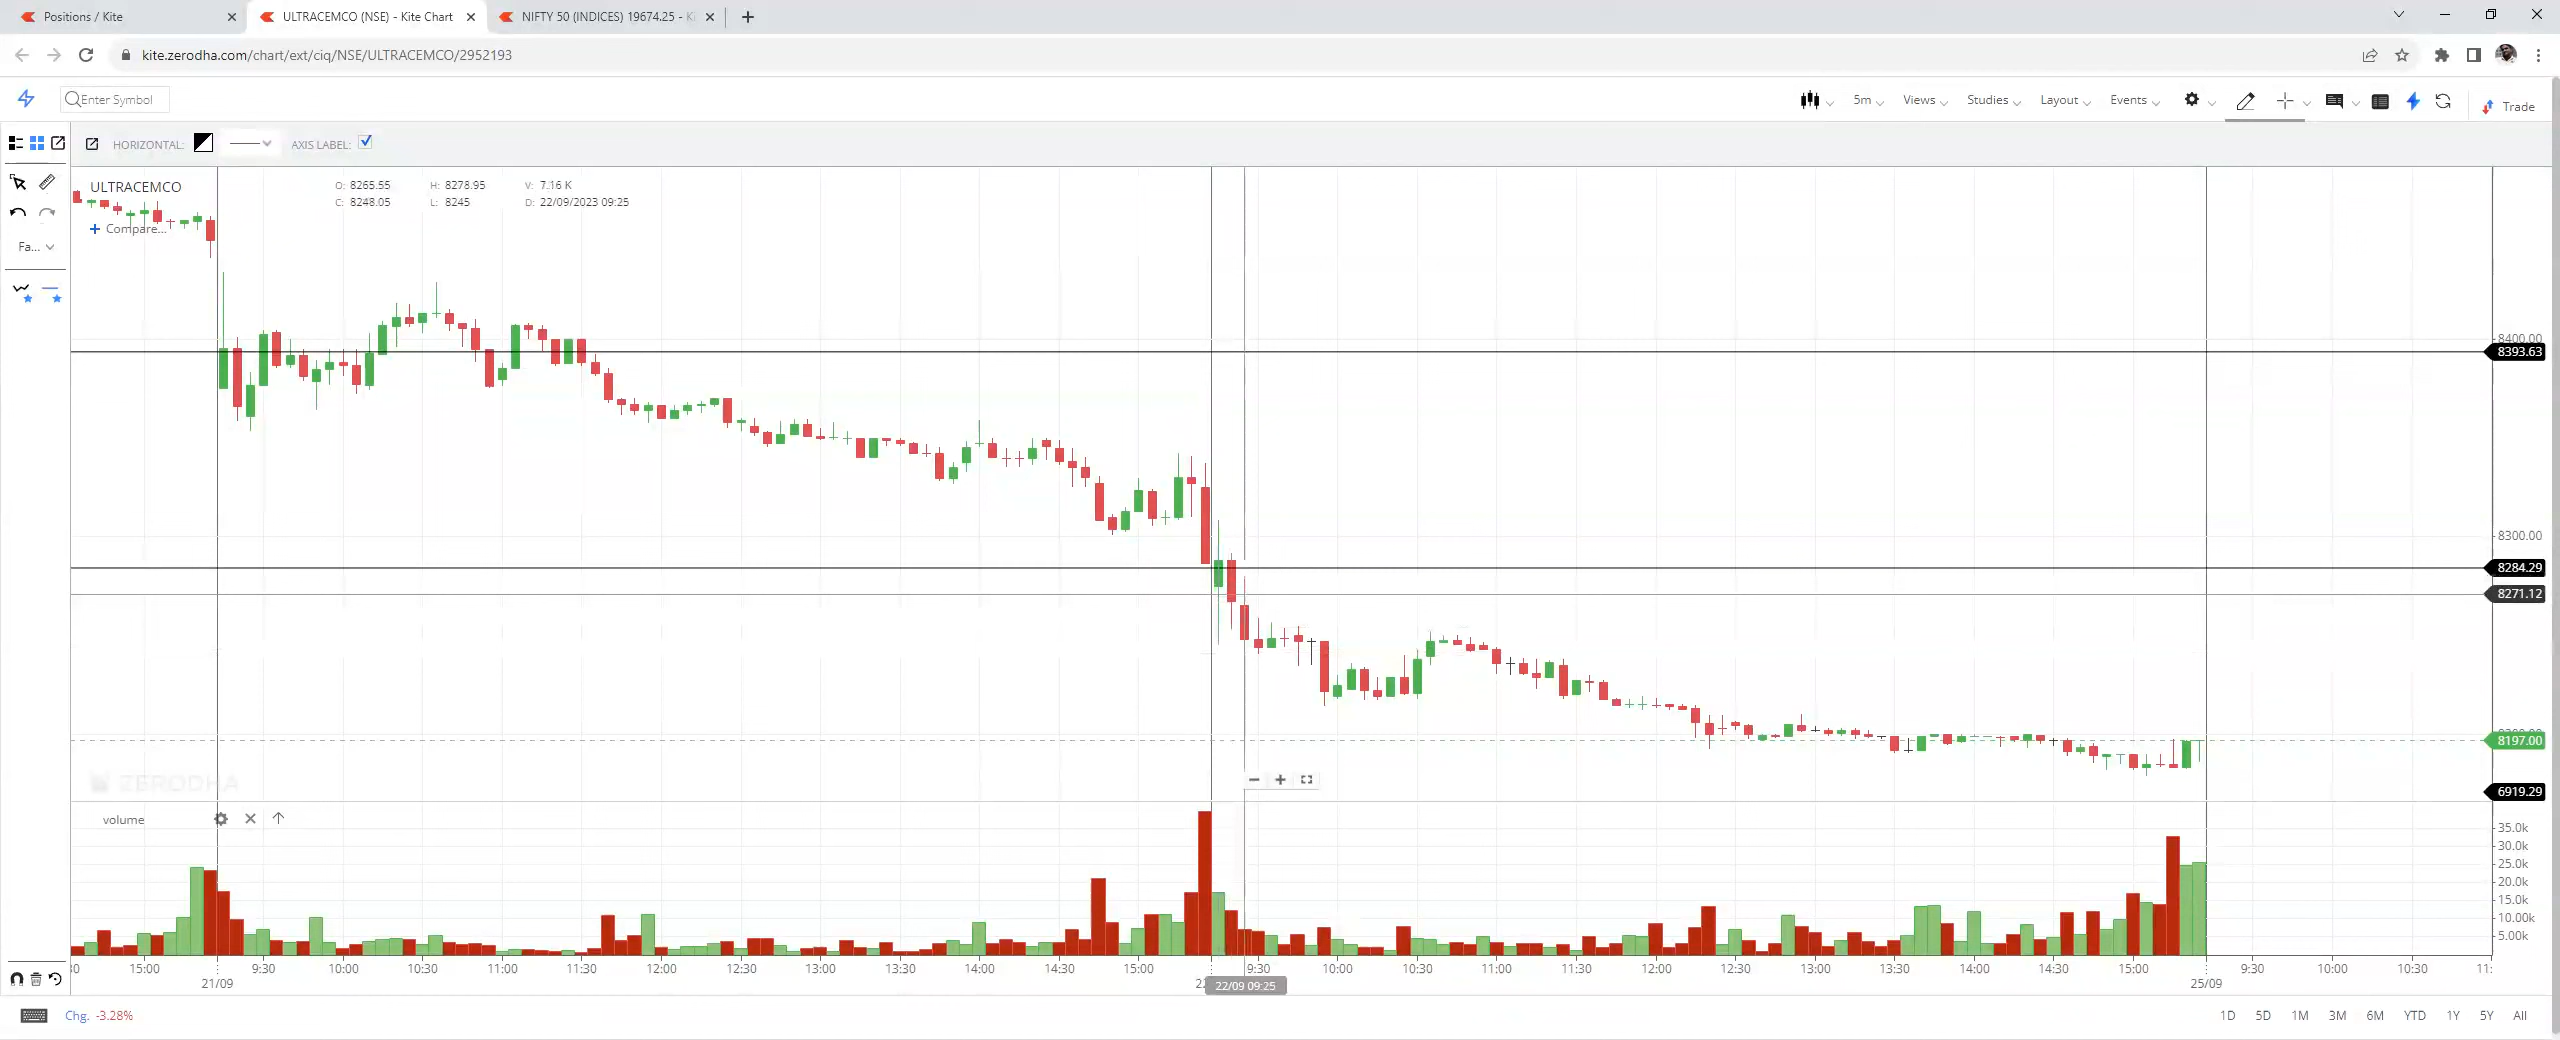 Positions / Kite
ULTRACEMCO (NSE) - Kite Chart
NIFTY 50 (INDICES) 19674.25 - Ki
kite.zerodha.com/chart/ext/ciq/NSE/ULTRACEMCO/2952193
Enter Symbol
5m
Views
Studies
Layout
Events
Trade
HORIZONTAL:
AXIS LABEL:
ULTRACEMCO
O: 8265.55
H: 8278.95
V: 7.16 K
C: 8248.05
L: 8245
D: 22/09/2023 09:25
Compare...
Fa...
8400.00
8393.63
8300.00
8284.29
8271.12
8197.00
6919.29
ZERODHA
volume
35.0k
30.0k
25.0k
20.0k
15.0k
10.00k
5.00k
30 15:00 9:30 10:00 10:30 11:00 11:30 12:00 12:30 13:00 13:30 14:00 14:30 15:00 9:30 10:00 10:30 11:00 11:30 12:00 12:30 13:00 13:30 14:00 14:30 15:00 9:30 10:00 10:30 11:
21/09 22/09 09:25 25/09
Chg. -3.28%
1D 5D 1M 3M 6M YTD 1Y 5Y All